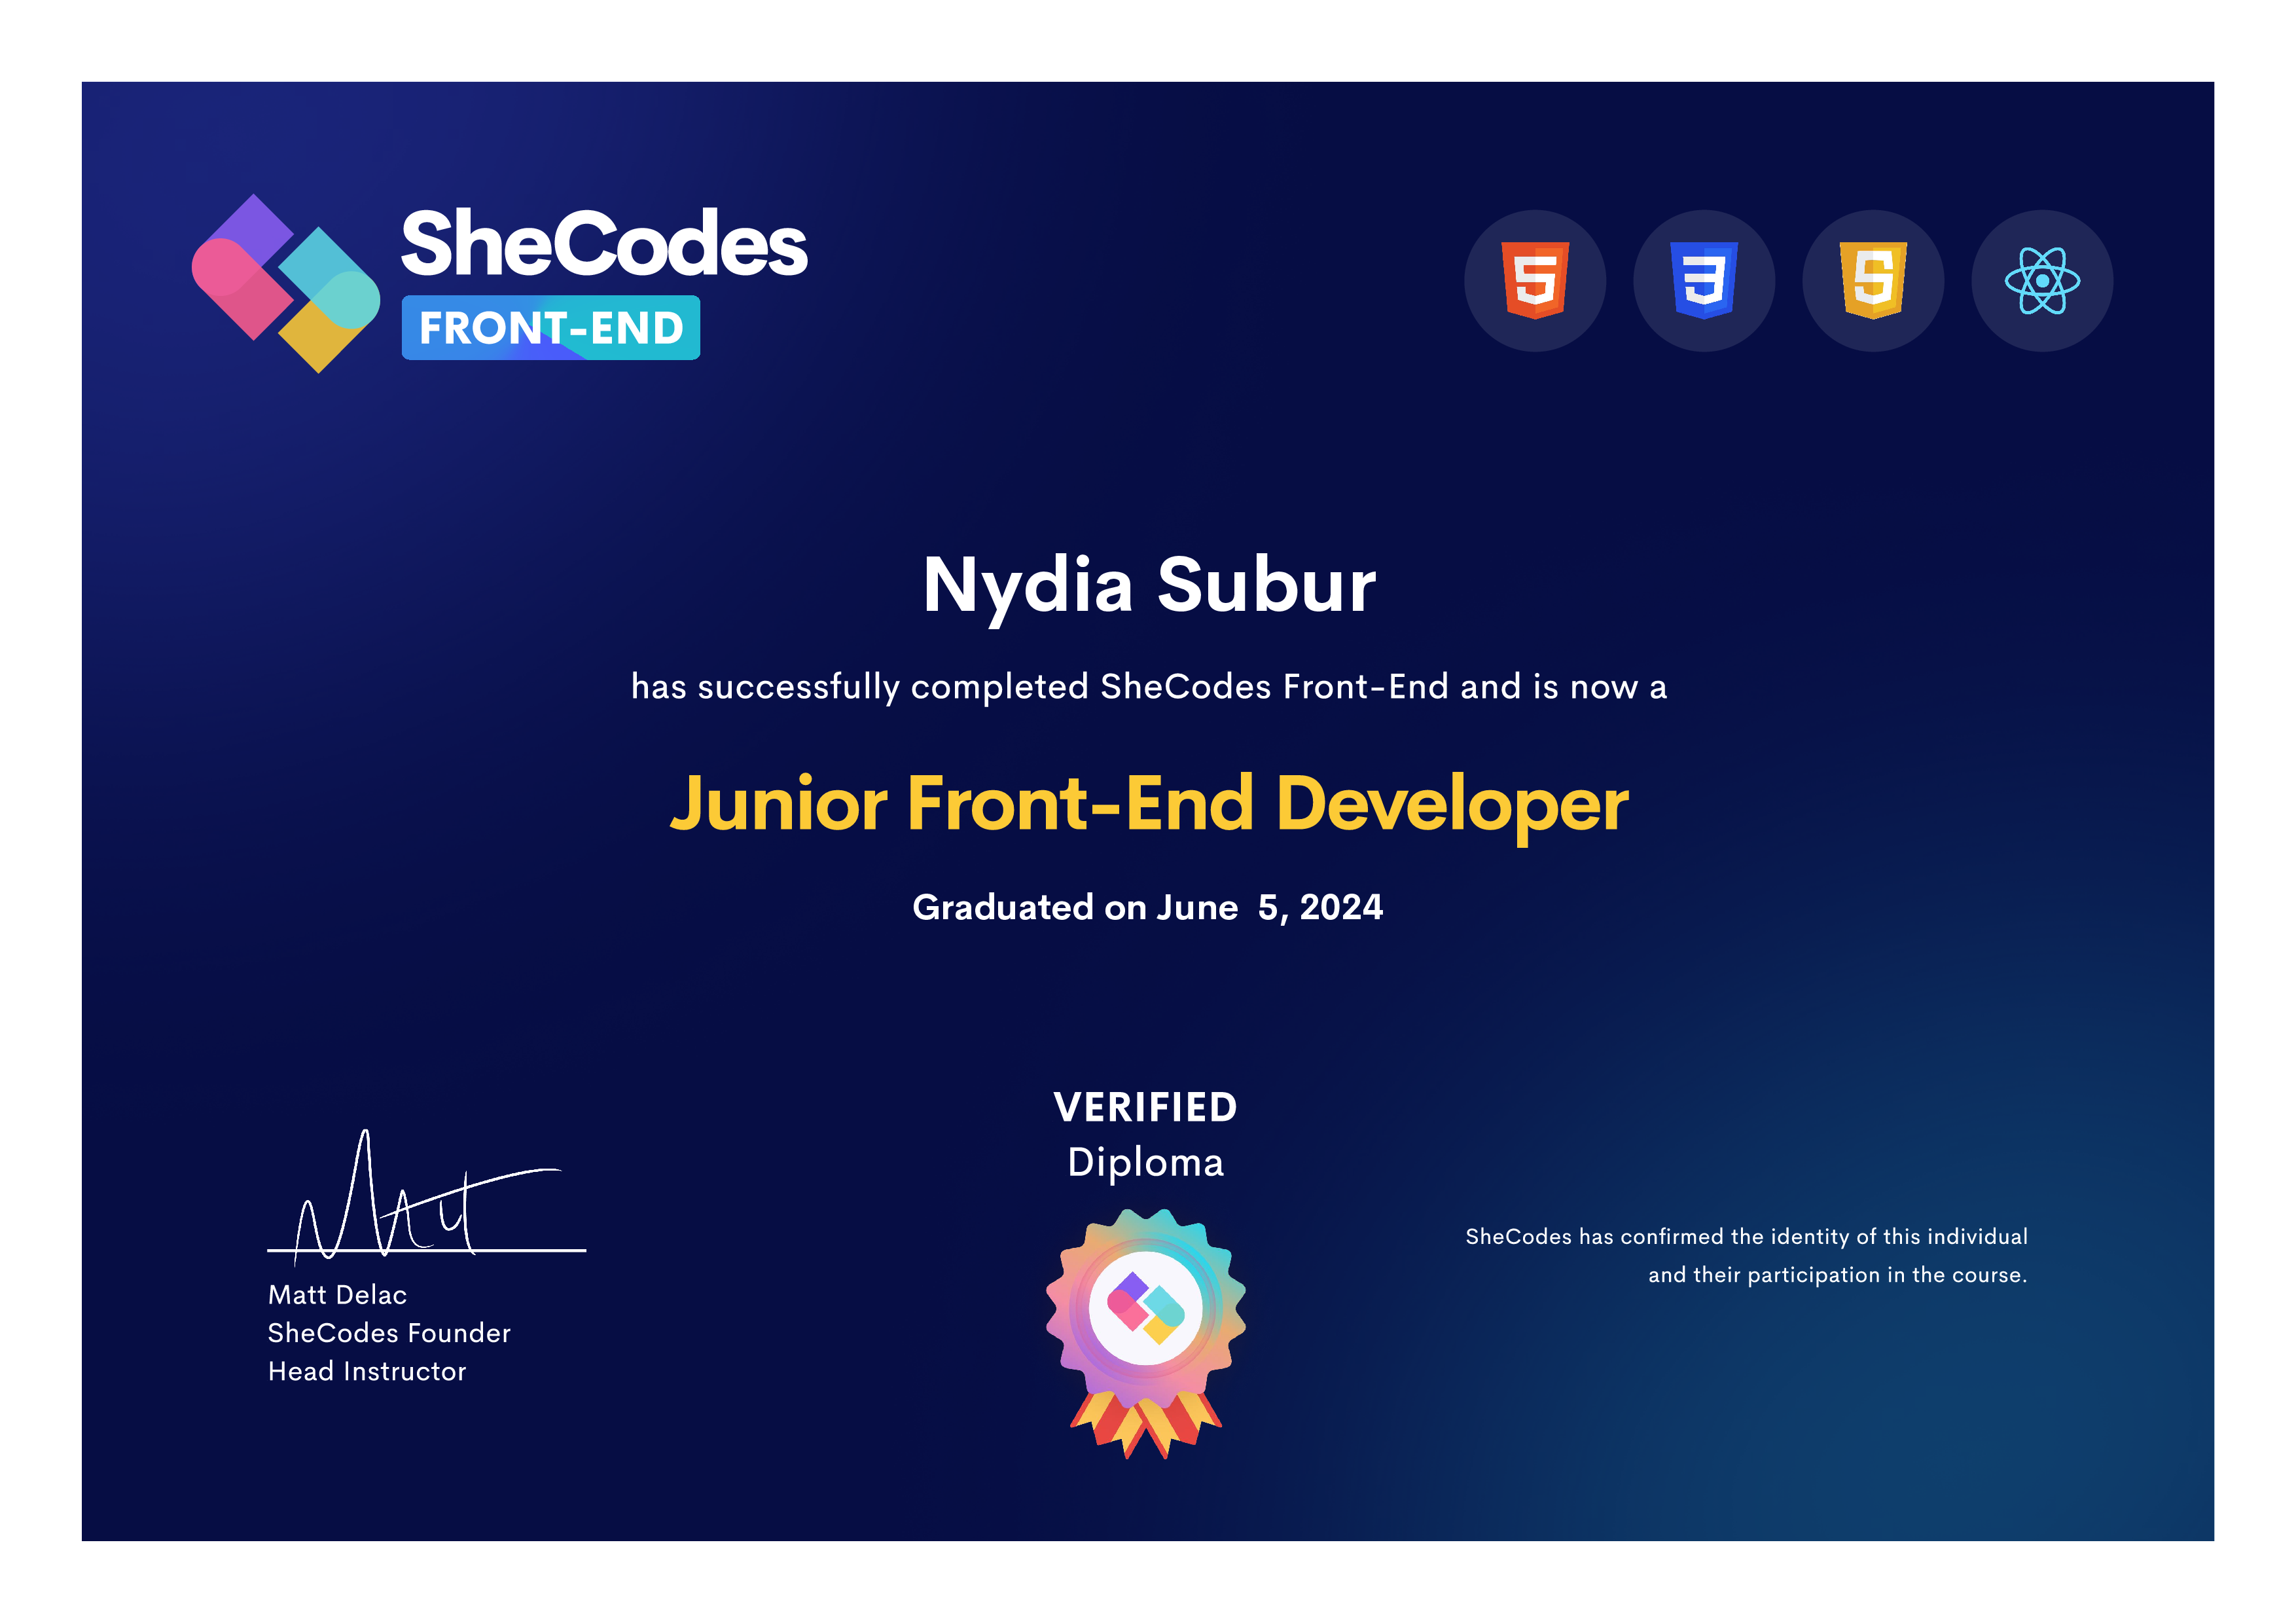 SheCodes
FRONT-END
Nydia Subur
has successfully completed SheCodes Front-End and is now a
Junior Front-End Developer
Graduated on June  5, 2024
VERIFIED
Diploma
Matt
Matt Delac
SheCodes Founder
Head Instructor
SheCodes has confirmed the identity of this individual
and their participation in the course.